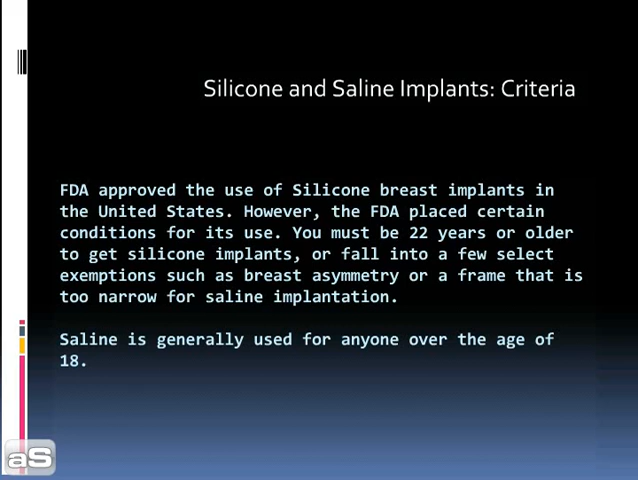 Silicone and Saline Implants: Criteria
FDA approved the use of Silicone breast implants in
the United States. However, the FDA placed certain
conditions for its use. You must be 22 years or older
to get silicone implants, or fall into a few select
exemptions such as breast asymmetry or a frame that is
too narrow for saline implantation.
Saline is generally used for anyone over the age of
18.
aS